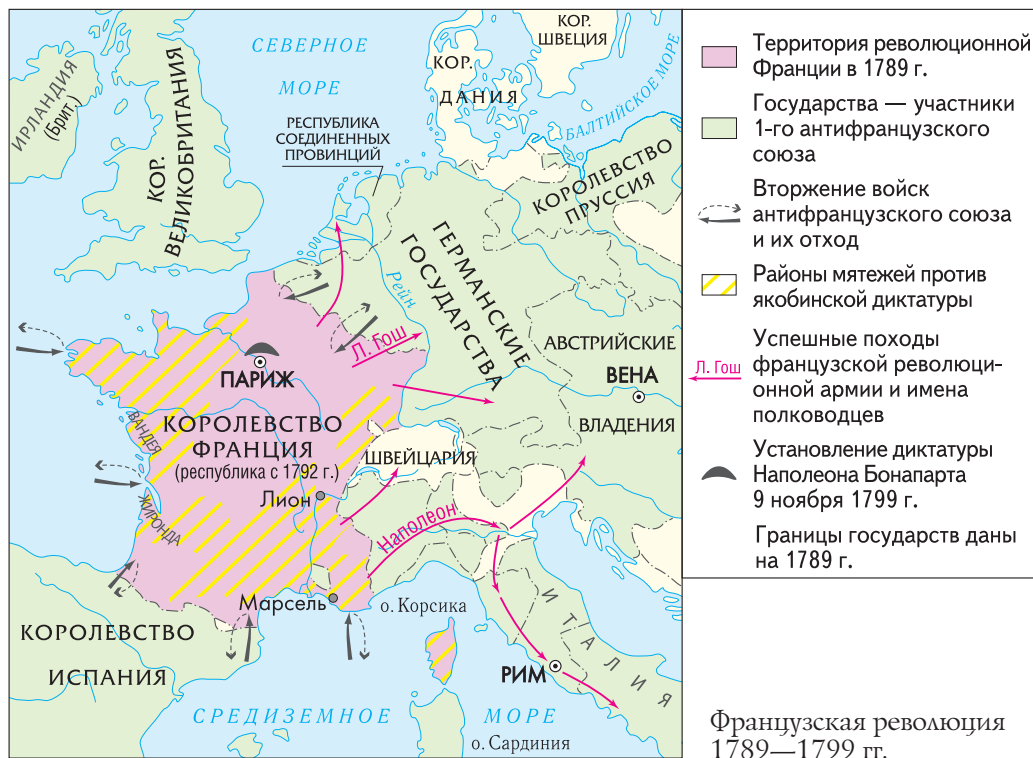 СЕВЕРНОЕ
МОРЕ
КОР.
ШВЕЦИЯ
КОР.
ДАНИЯ
БАЛТИЙСКОЕ МОРЕ
ИРЛАНДИЯ
(Брит.)
КОР.
ВЕЛИКОБРИТАНИЯ
РЕСПУБЛИКА
СОЕДИНЕННЫХ
ПРОВИНЦИЙ
КОРОЛЕВСТВО
ПРУССИЯ
ГЕРМАНСКИЕ
ГОСУДАРСТВА
Рейн
Л. Гош
ПАРИЖ
АВСТРИЙСКИЕ
ВЕНА
ВЛАДЕНИЯ
ВАНДЕЯ
КОРОЛЕВСТВО
ФРАНЦИЯ
(республика с 1792 г.)
ШВЕЙЦАРИЯ
Лион
ЖИРОНДА
Наполеон
Марсель
о. Корсика
КОРОЛЕВСТВО
ИСПАНИЯ
ИТАЛИЯ
РИМ
СРЕДИЗЕМНОЕ МОРЕ
о. Сардиния
Территория революционной
Франции в 1789 г.
Государства — участники
1-го антифранцузского
союза
Вторжение войск
антифранцузского союза
и их отход
Районы мятежей против
якобинской диктатуры
Л. Гош
Успешные походы
французской революци-
онной армии и имена
полководцев
Установление диктатуры
Наполеона Бонапарта
9 ноября 1799 г.
Границы государств даны
на 1789 г.
Французская революция
1789—1799 гг.